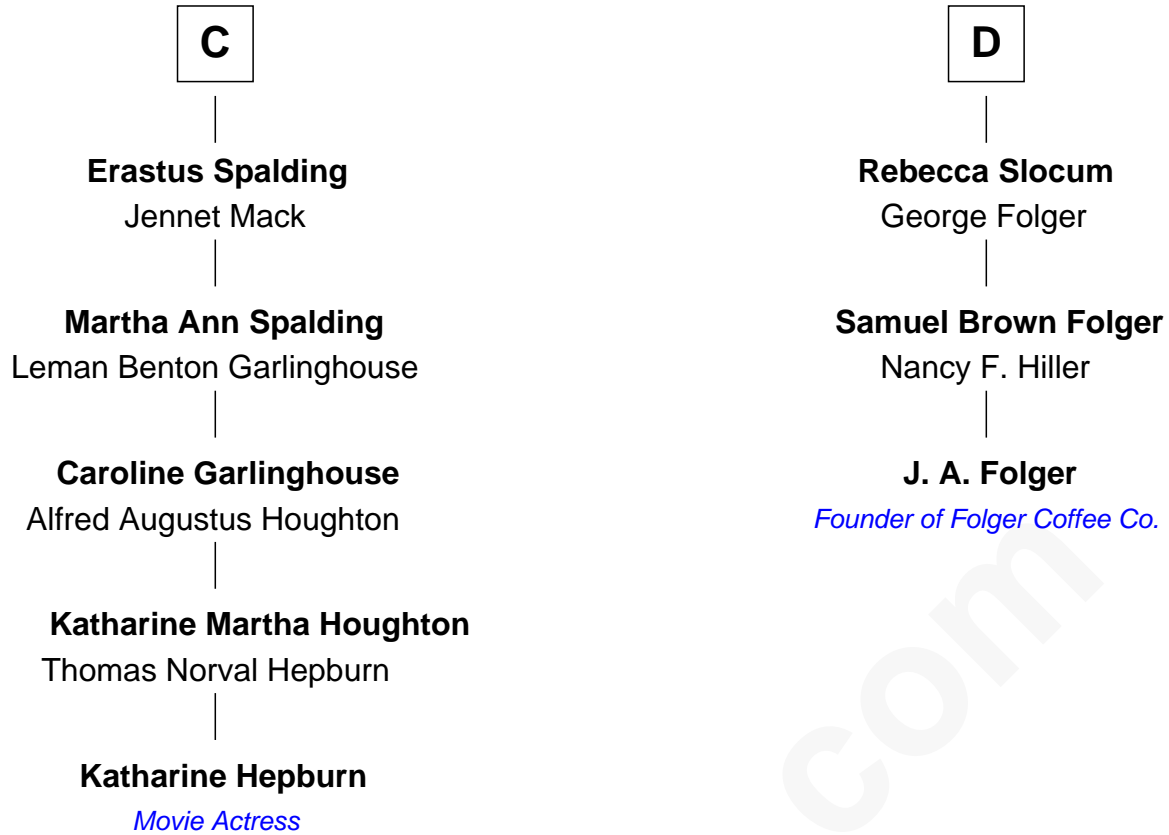 C
Erastus Spalding
Jennet Mack
Martha Ann Spalding
Leman Benton Garlinghouse
Caroline Garlinghouse
Alfred Augustus Houghton
Katharine Martha Houghton
Thomas Norval Hepburn
Katharine Hepburn
Movie Actress
D
Rebecca Slocum
George Folger
Samuel Brown Folger
Nancy F. Hiller
J. A. Folger
Founder of Folger Coffee Co.
com